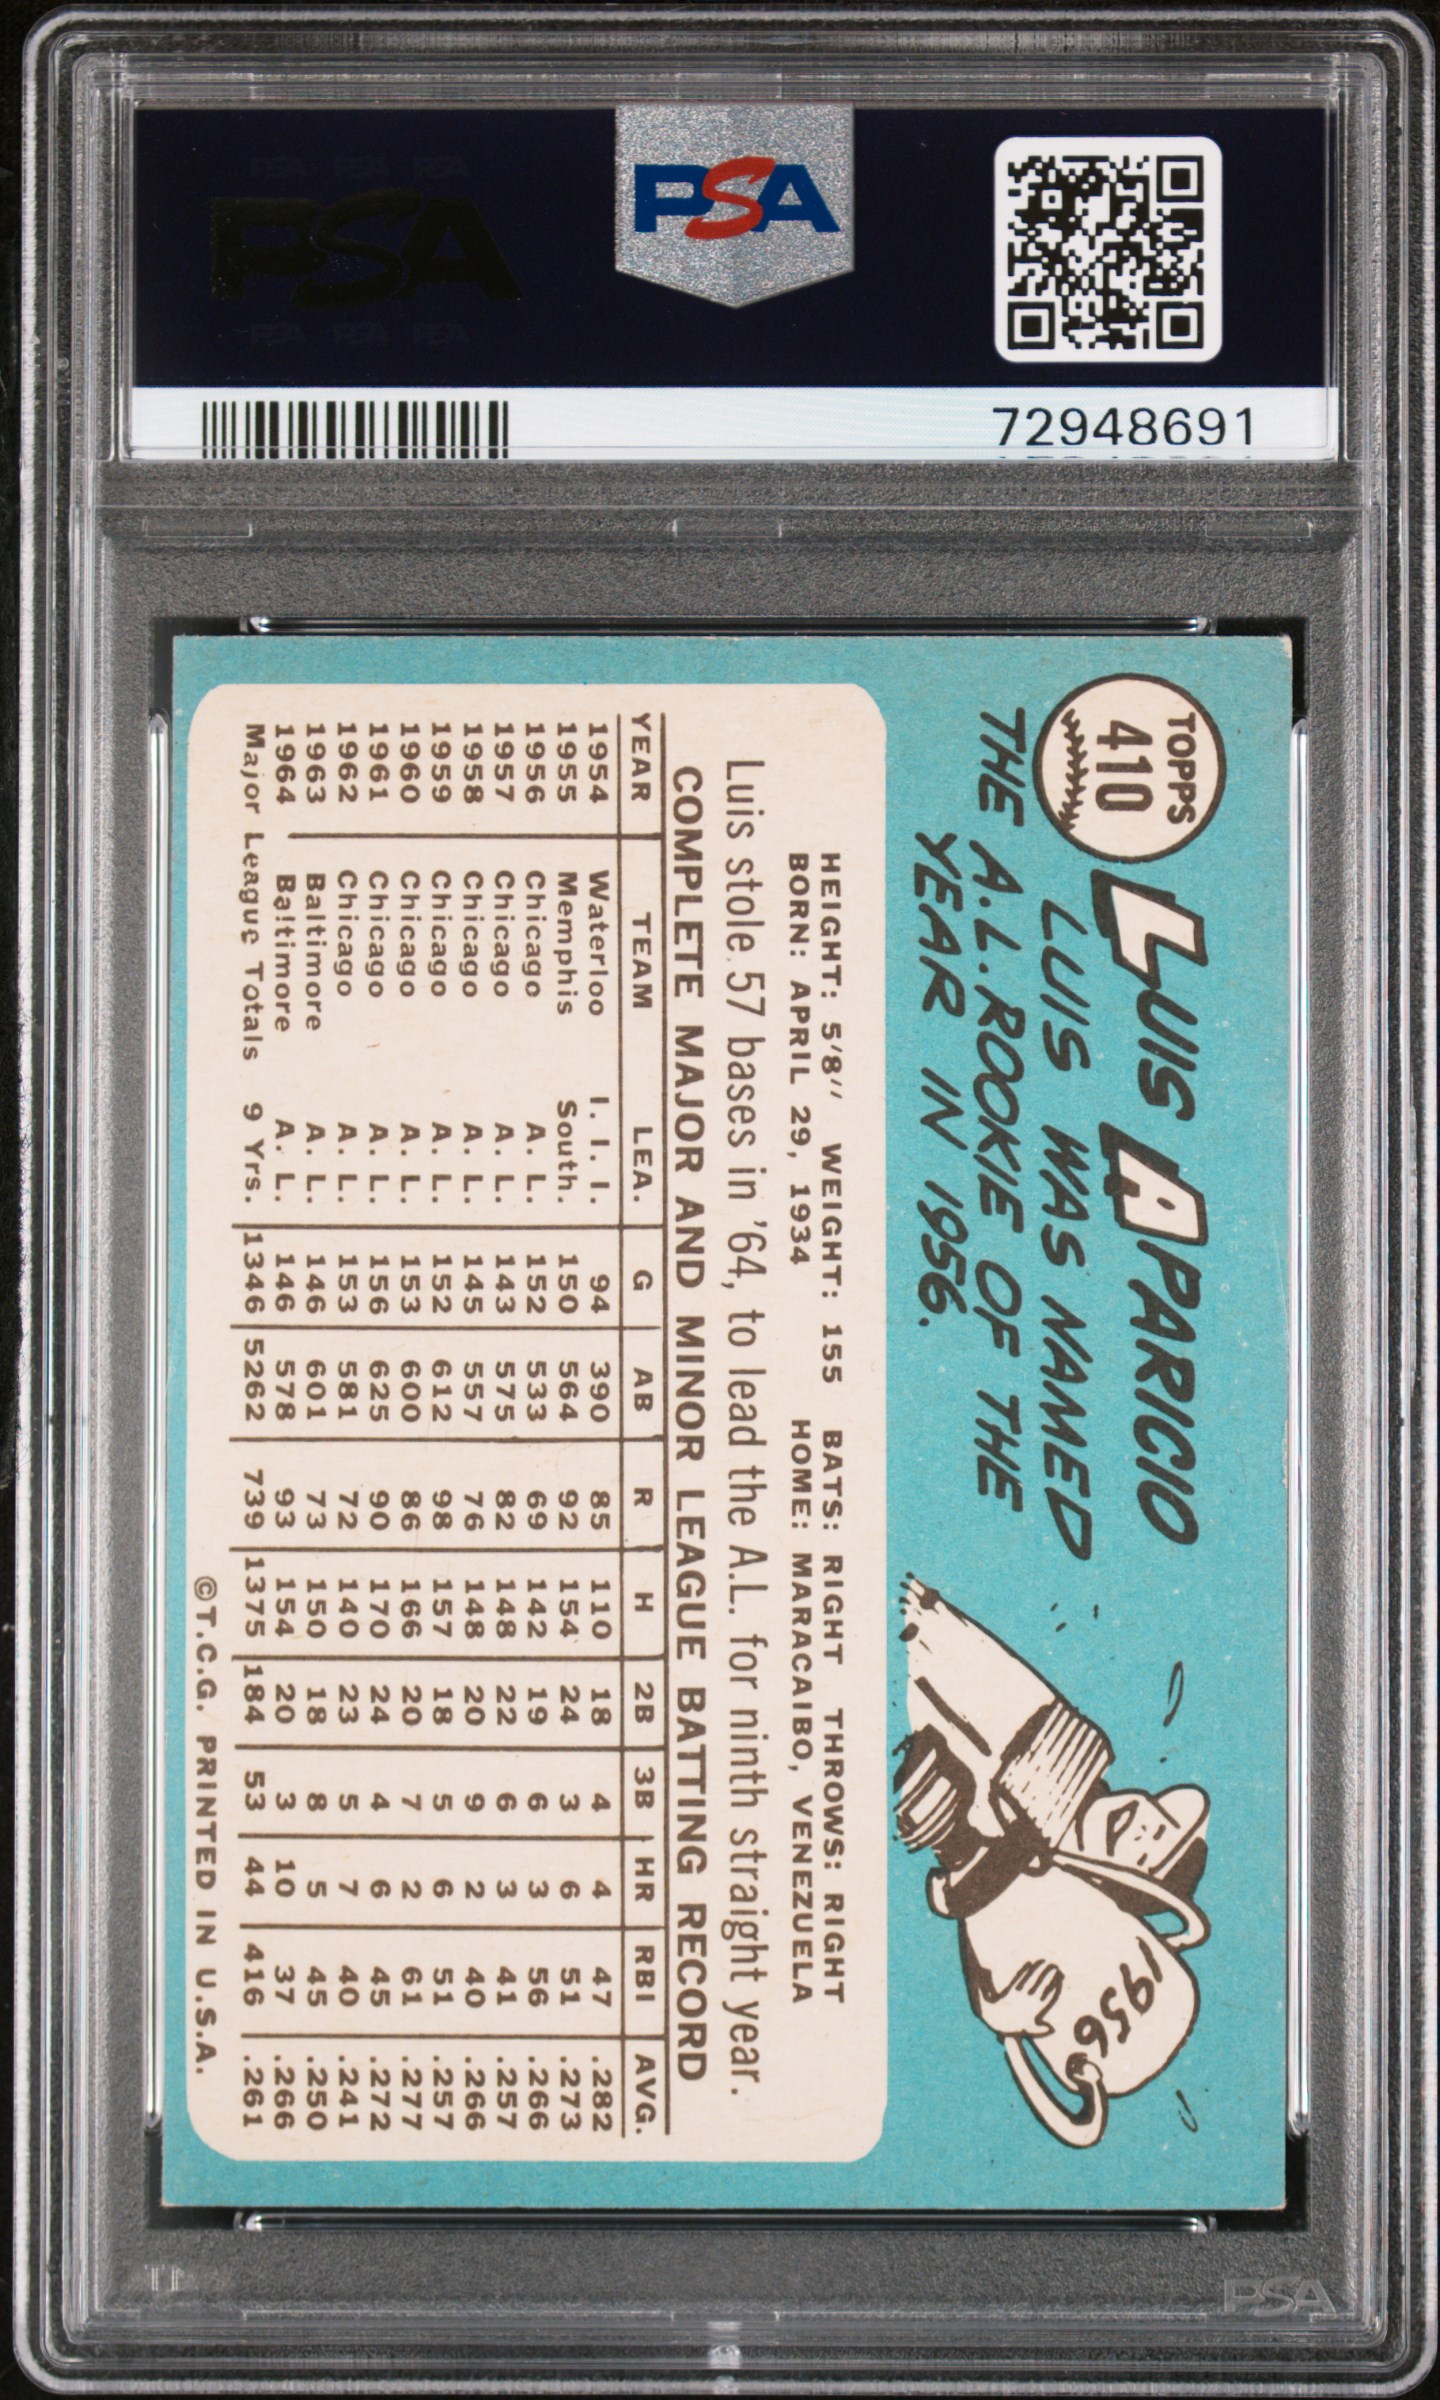 PSA PSA PSA
PSA
PSA PSA PSA
PSA
72948691
TOPPS
410
LUIS APARICIO
LUIS WAS NAMED
THE A.L. ROOKIE OF THE
YEAR IN 1956.
1956
HEIGHT: 5'8" WEIGHT: 155 BATS: RIGHT THROWS: RIGHT
BORN: APRIL 29, 1934 HOME: MARACAIBO, VENEZUELA
Luis stole 57 bases in '64, to lead the A.L. for ninth straight year.
COMPLETE MAJOR AND MINOR LEAGUE BATTING RECORD
YEAR TEAM LEA. G AB R H 2B 3B HR RBI AVG.
1954 Waterloo I. I. I. 94 390 85 110 18 4 4 47 .282
1955 Memphis South. 150 564 92 154 24 3 6 51 .273
1956 Chicago A. L. 152 533 69 142 19 6 3 56 .266
1957 Chicago A. L. 143 575 82 148 22 6 3 41 .257
1958 Chicago A. L. 145 557 76 148 20 9 2 40 .266
1959 Chicago A. L. 152 612 98 157 18 5 6 51 .257
1960 Chicago A. L. 153 600 86 166 20 7 2 61 .277
1961 Chicago A. L. 156 625 90 170 24 4 6 45 .272
1962 Chicago A. L. 153 581 72 140 23 5 7 40 .241
1963 Baltimore A. L. 146 601 73 150 18 8 5 45 .250
1964 Baltimore A. L. 146 578 93 154 20 3 10 37 .266
Major League Totals 9 Yrs. 1346 5262 739 1375 184 53 44 416 .261
©T.C.G. PRINTED IN U.S.A.
PSA